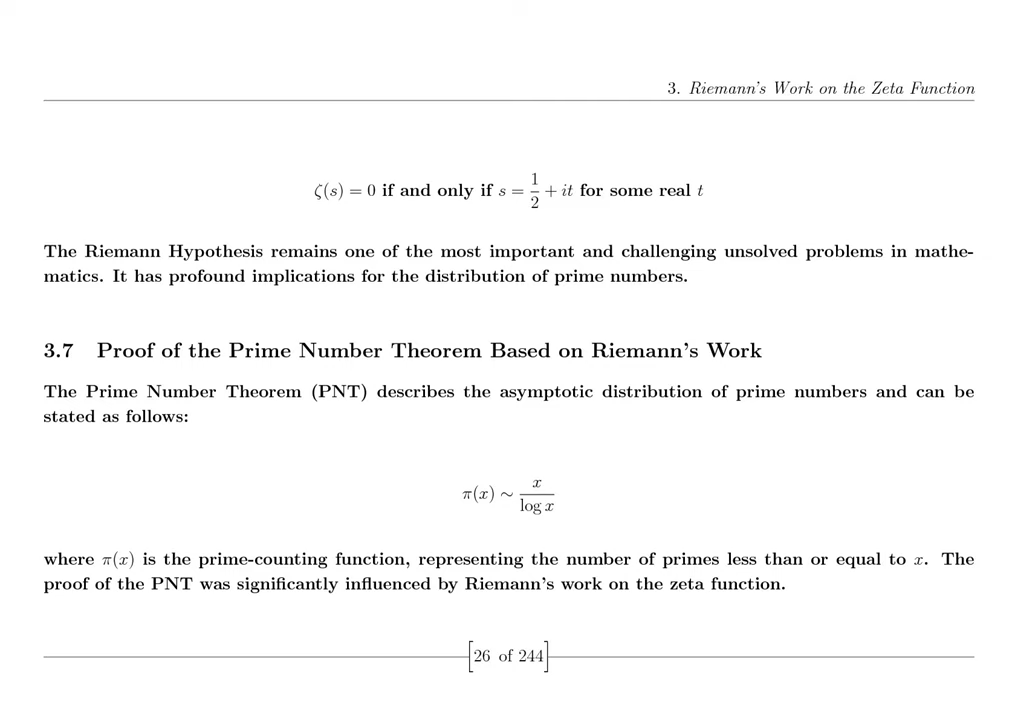 3. Riemann's Work on the Zeta Function
ζ(s) = 0 if and only if s = 1/2 + it for some real t
The Riemann Hypothesis remains one of the most important and challenging unsolved problems in mathe-
matics. It has profound implications for the distribution of prime numbers.
3.7 Proof of the Prime Number Theorem Based on Riemann's Work
The Prime Number Theorem (PNT) describes the asymptotic distribution of prime numbers and can be
stated as follows:
π(x) ∼ x/log x
where π(x) is the prime-counting function, representing the number of primes less than or equal to x. The
proof of the PNT was significantly influenced by Riemann's work on the zeta function.
[26 of 244]